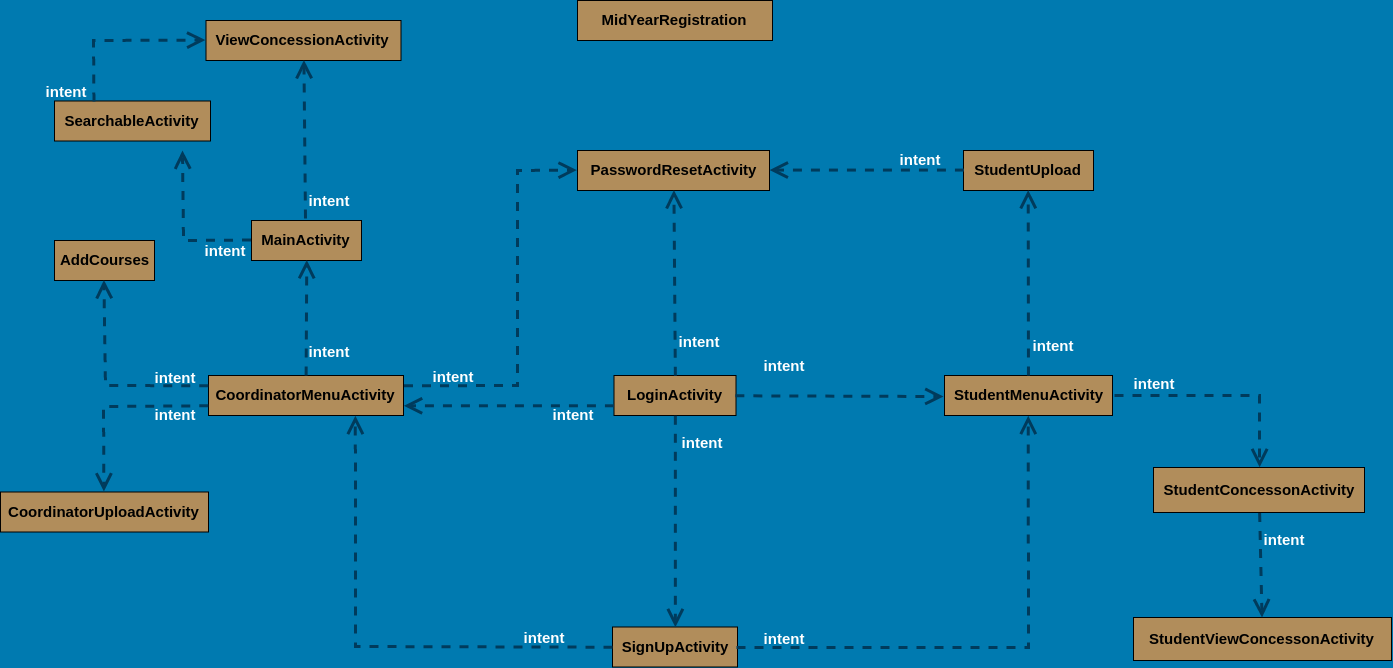 MidYearRegistration
ViewConcessionActivity
intent
SearchableActivity
PasswordResetActivity
intent
StudentUpload
intent
MainActivity
intent
AddCourses
intent
intent
intent
intent
intent
intent
intent
CoordinatorMenuActivity
LoginActivity
StudentMenuActivity
intent
intent
intent
intent
StudentConcessonActivity
CoordinatorUploadActivity
intent
intent
SignUpActivity
intent
StudentViewConcessonActivity